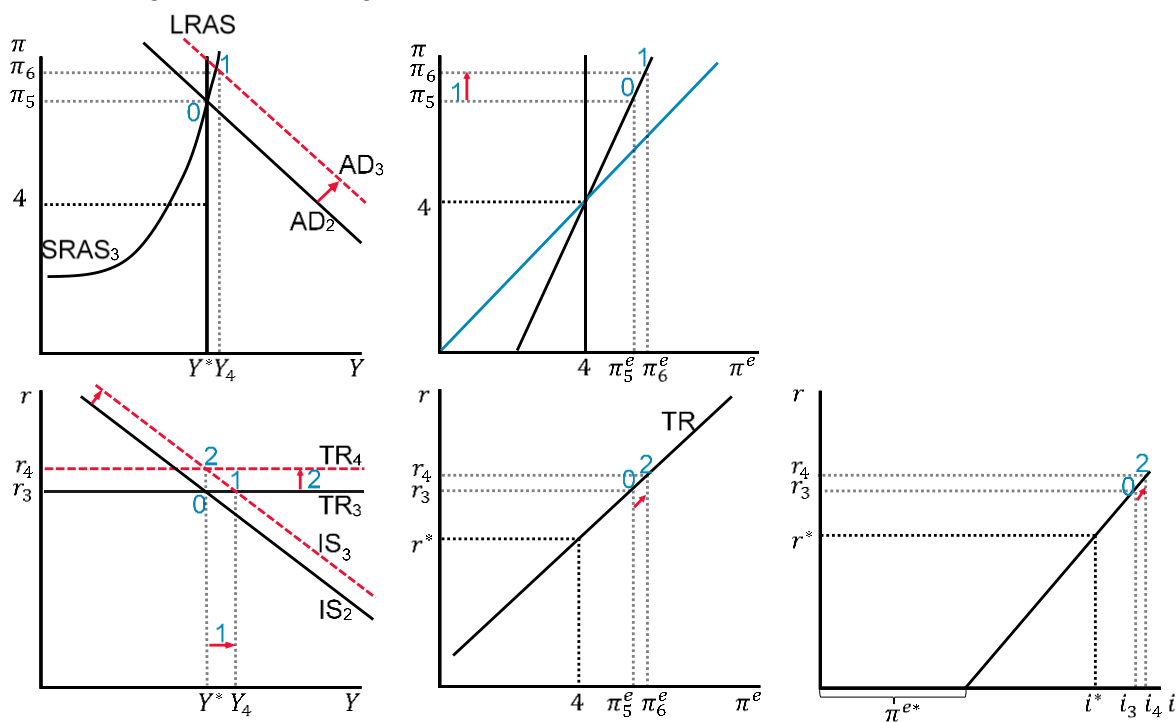 LRAS
π
π₆
π₅
4
1
0
AD₃
AD₂
SRAS₃
Y* Y₄
Y
π
π₆
π₅
4
1
1
0
4
π₅ᵉ
π₆ᵉ
πᵉ
r
r₄
r₃
2
1
0
2
TR₄
TR₃
IS₃
IS₂
1
Y*
Y₄
Y
r
r₄
r₃
r*
TR
0
2
4
π₅ᵉ
π₆ᵉ
πᵉ
r
r₄
r₃
r*
2
0
πᵉ*
i*
i₃
i₄
i